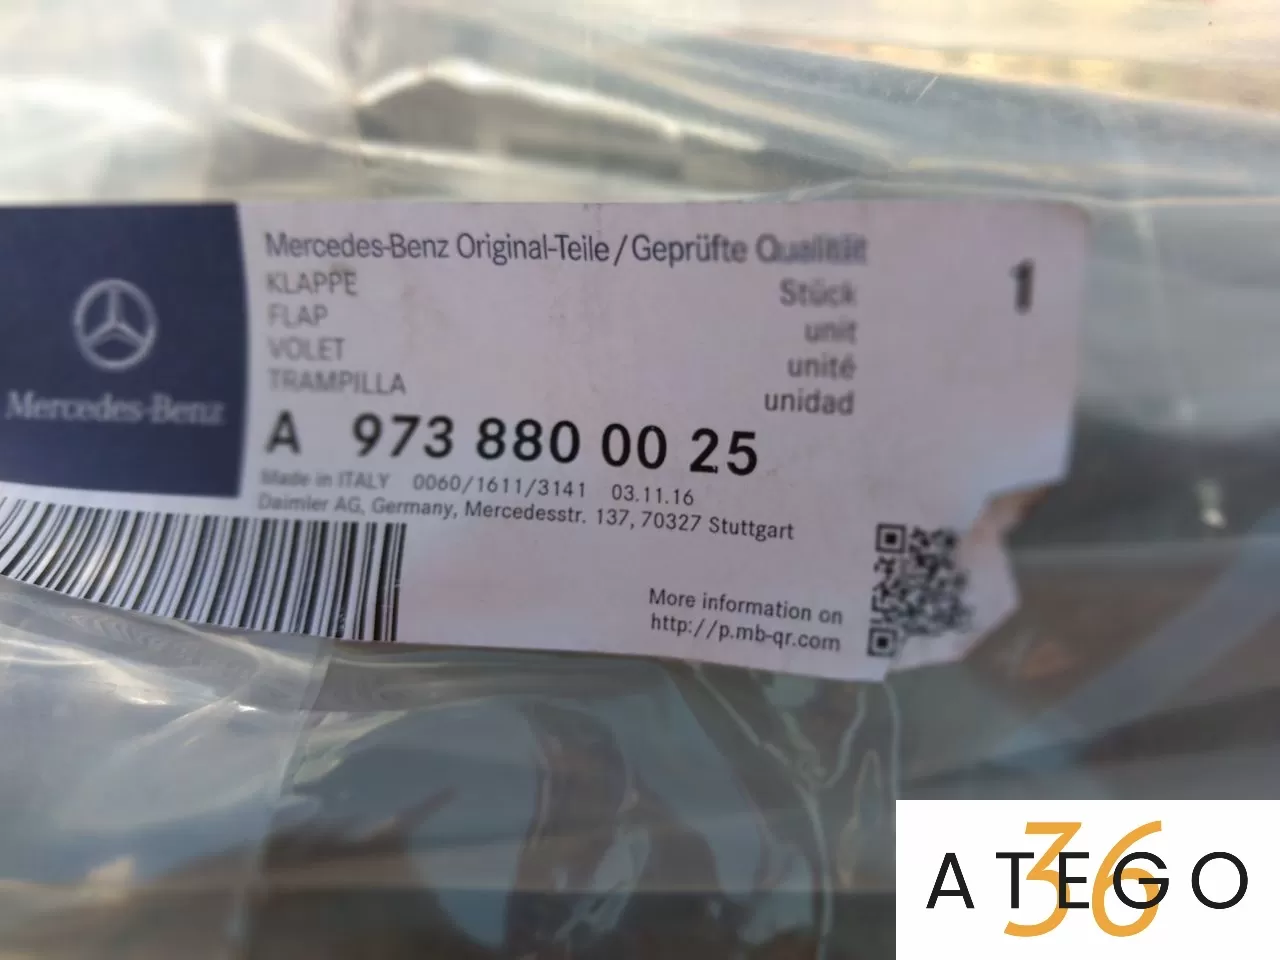 Mercedes-Benz Original-Teile / Geprüfte Qualität
KLAPPE Stück 1
FLAP unit
VOLET unité
TRAMPILLA unidad
A 973 880 00 25
Made in ITALY 0060/1611/3141 03.11.16
Daimler AG, Germany, Mercedesstr. 137, 70327 Stuttgart
Mercedes-Benz
More information on
http://p.mb-qr.com
ATEGO
36